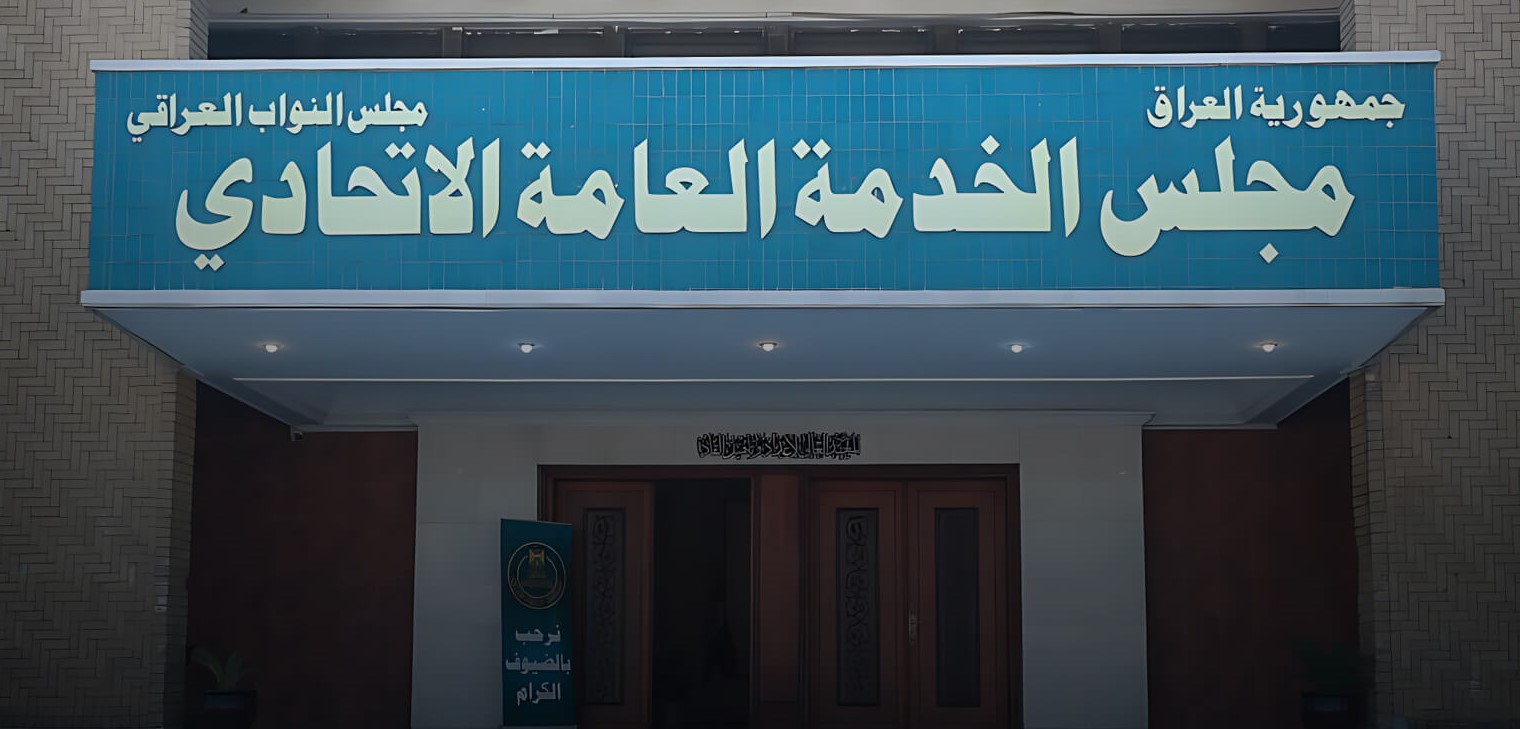 جمهورية العراق
مجلس النواب العراقي
مجلس الخدمة العامة الاتحادي
نرحب
بالضيوف
الكرام